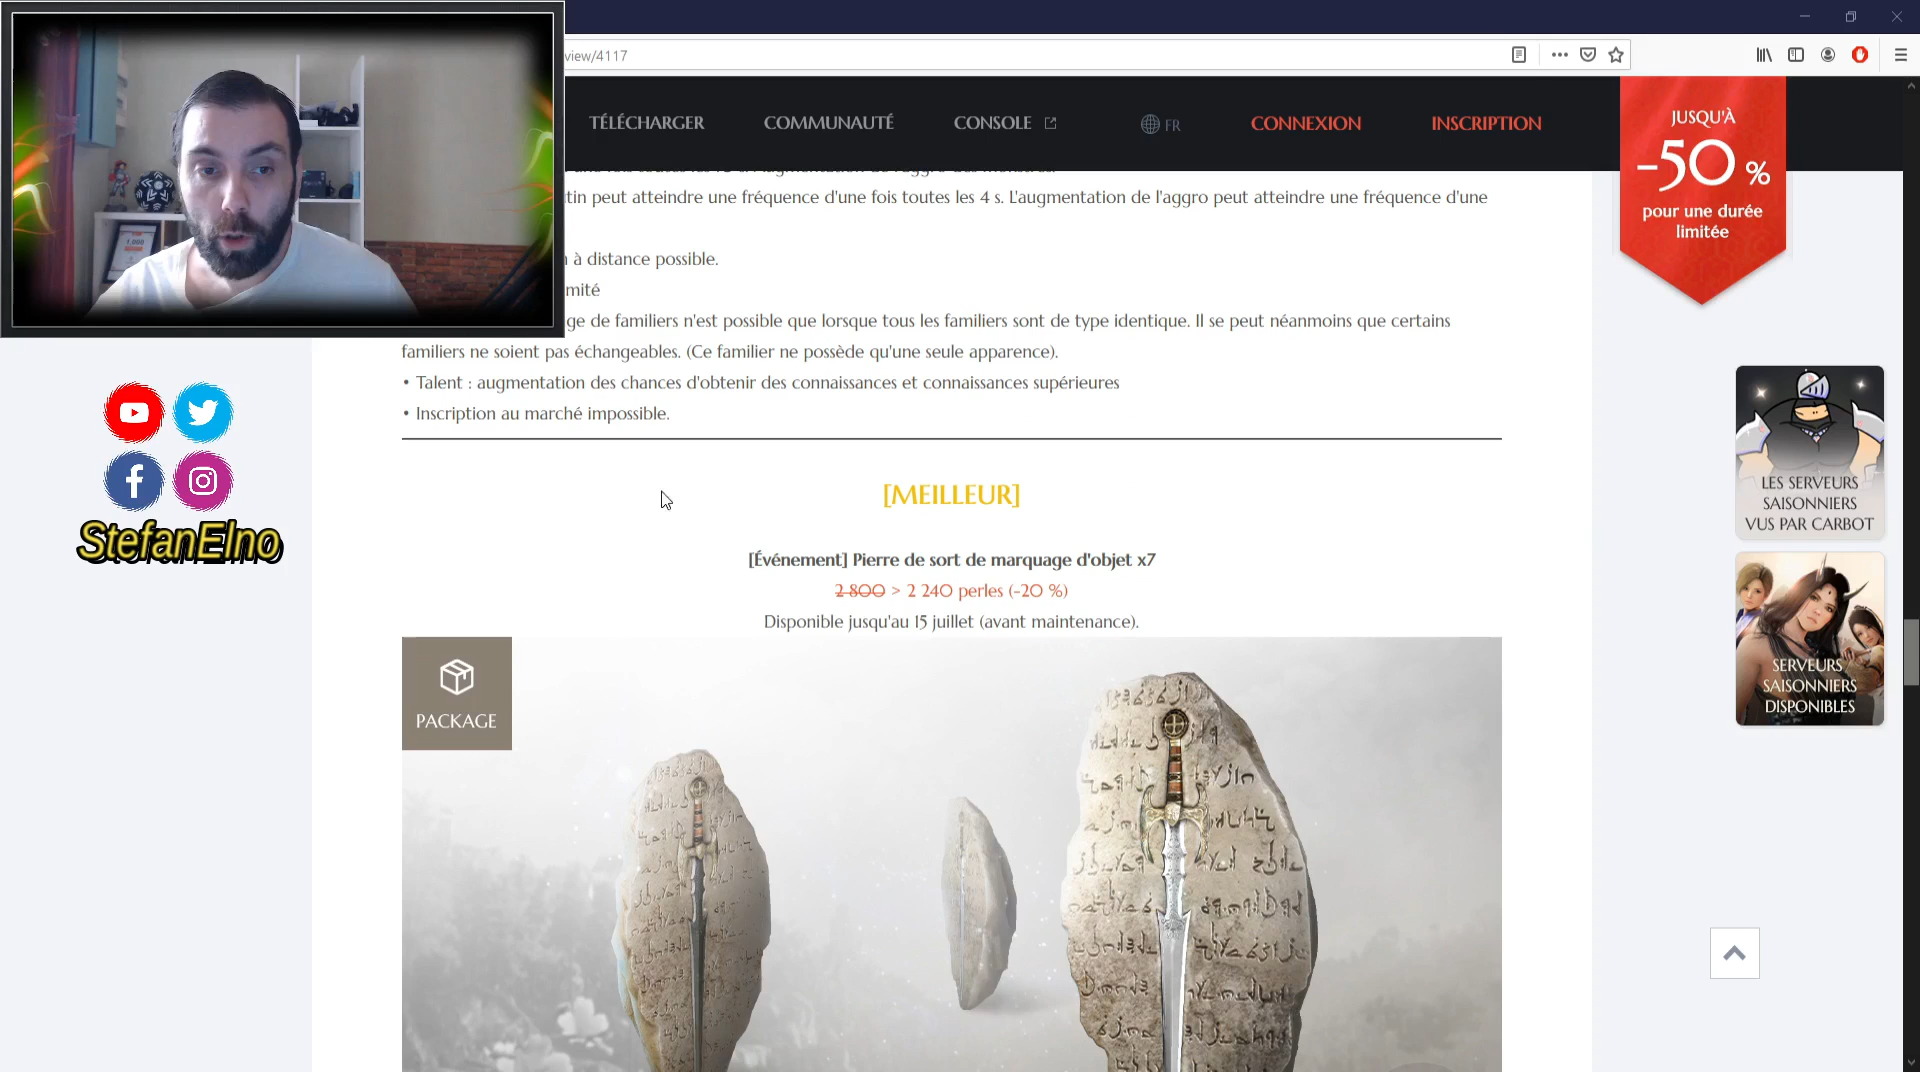 view/4117
TÉLÉCHARGER COMMUNAUTÉ CONSOLE FR CONNEXION INSCRIPTION
JUSQU'À
-50 %
pour une durée
limitée
tin peut atteindre une fréquence d'une fois toutes les 4 s. L'augmentation de l'aggro peut atteindre une fréquence d'une
à distance possible.
mité
ge de familiers n'est possible que lorsque tous les familiers sont de type identique. Il se peut néanmoins que certains
familiers ne soient pas échangeables. (Ce familier ne possède qu'une seule apparence).
• Talent : augmentation des chances d'obtenir des connaissances et connaissances supérieures
• Inscription au marché impossible.
[MEILLEUR]
[Événement] Pierre de sort de marquage d'objet x7
2 800 > 2 240 perles (-20 %)
Disponible jusqu'au 15 juillet (avant maintenance).
PACKAGE
StefanElno
LES SERVEURS
SAISONNIERS
VUS PAR CARBOT
SERVEURS
SAISONNIERS
DISPONIBLES
1,000